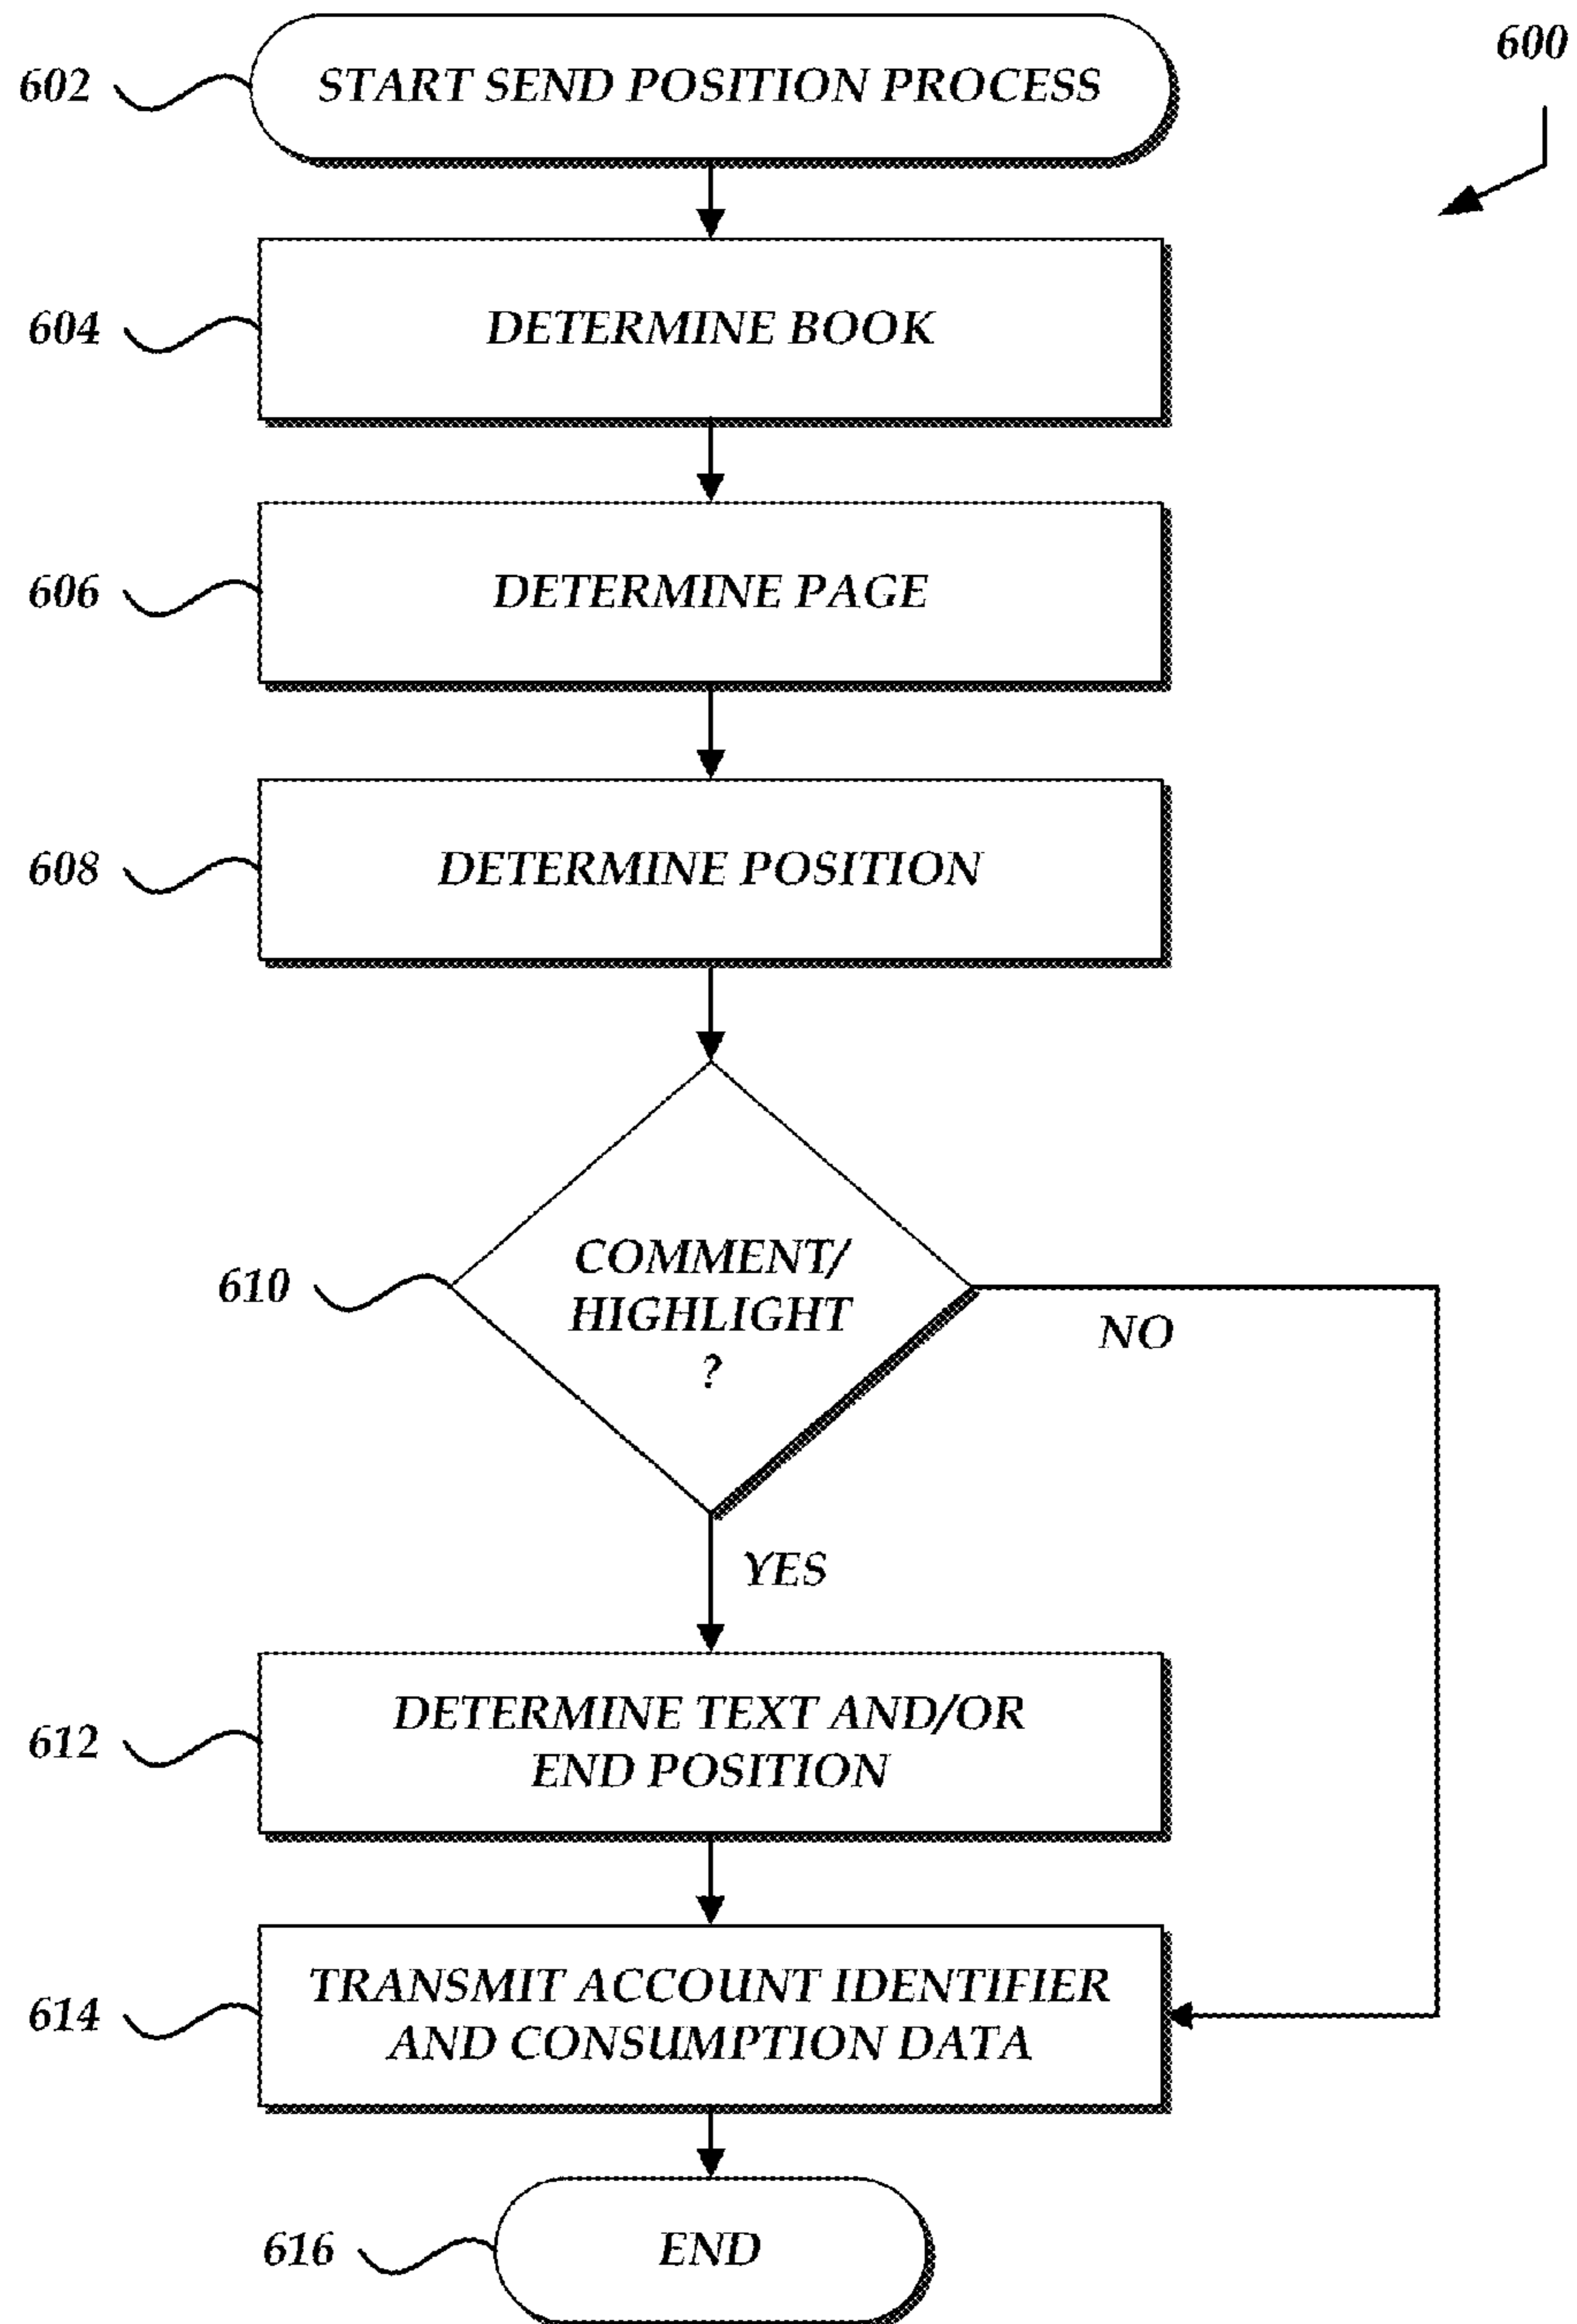 602
START SEND POSITION PROCESS
600
604
DETERMINE BOOK
606
DETERMINE PAGE
608
DETERMINE POSITION
610
COMMENT/
HIGHLIGHT
?
NO
YES
612
DETERMINE TEXT AND/OR
END POSITION
614
TRANSMIT ACCOUNT IDENTIFIER
AND CONSUMPTION DATA
616
END